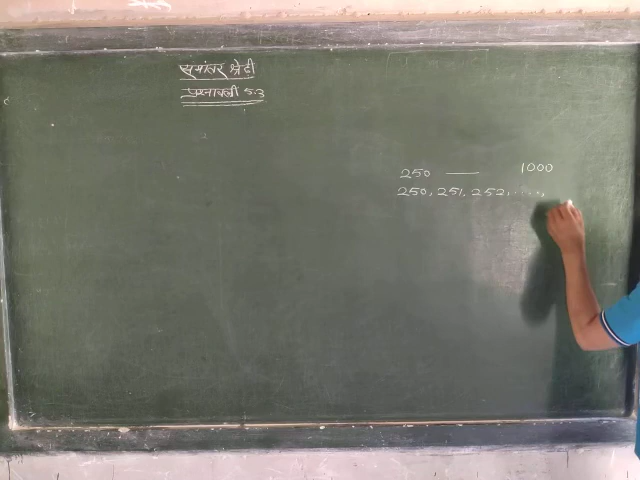 समांतर श्रेढी
प्रश्नावली 5.3
250 —— 1000
250, 251, 252, .....,